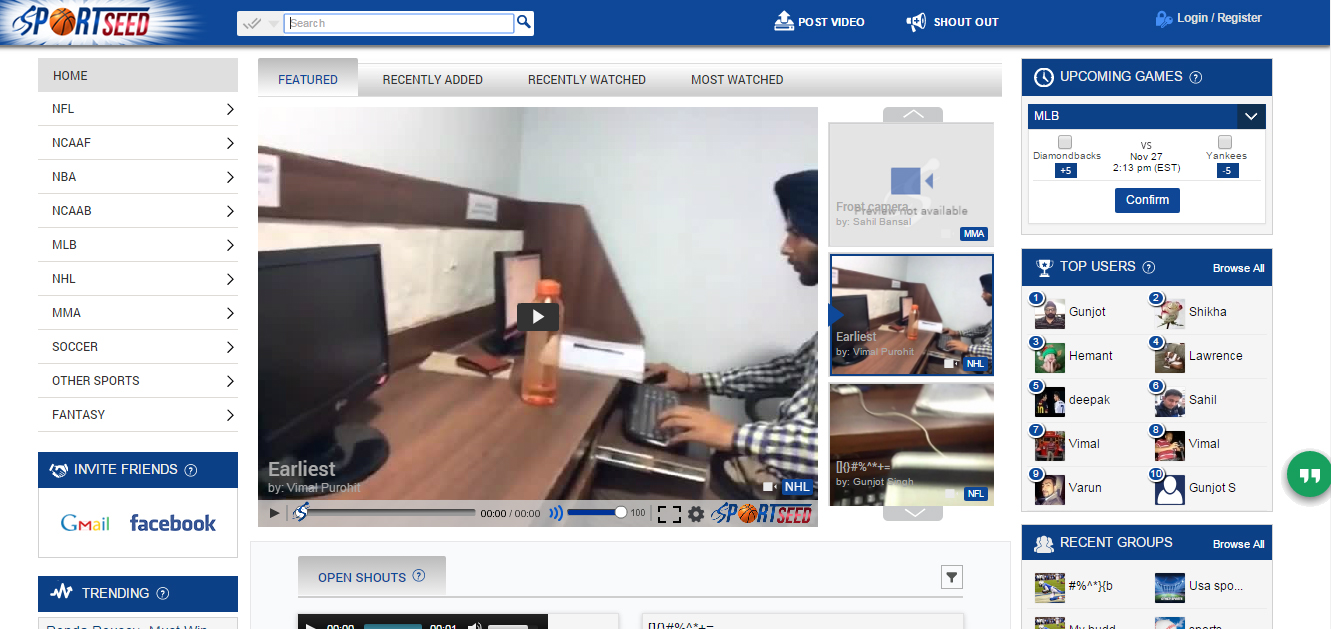 SPORTSEED
Search
POST VIDEO
SHOUT OUT
Login / Register
HOME
NFL
NCAAF
NBA
NCAAB
MLB
NHL
MMA
SOCCER
OTHER SPORTS
FANTASY
INVITE FRIENDS ?
Gmail facebook
TRENDING ?
FEATURED
RECENTLY ADDED
RECENTLY WATCHED
MOST WATCHED
Earliest
by: Vimal Purohit
NHL
00:00 / 00:00
100
SPORTSEED
Front camera
Preview not available
by: Sahil Bansal
MMA
Earliest
by: Vimal Purohit
NHL
[]{}#%^*+=
by: Gunjot Singh
NFL
OPEN SHOUTS ?
00:00 00:01
[]{}#%^*+=
UPCOMING GAMES ?
MLB
Diamondbacks
+5
VS
Nov 27
2:13 pm (EST)
Yankees
-5
Confirm
TOP USERS ? Browse All
1 Gunjot
2 Shikha
3 Hemant
4 Lawrence
5 deepak
6 Sahil
7 Vimal
8 Vimal
9 Varun
10 Gunjot S
RECENT GROUPS Browse All
#%^*}{b
Usa spo...
My budd
sports